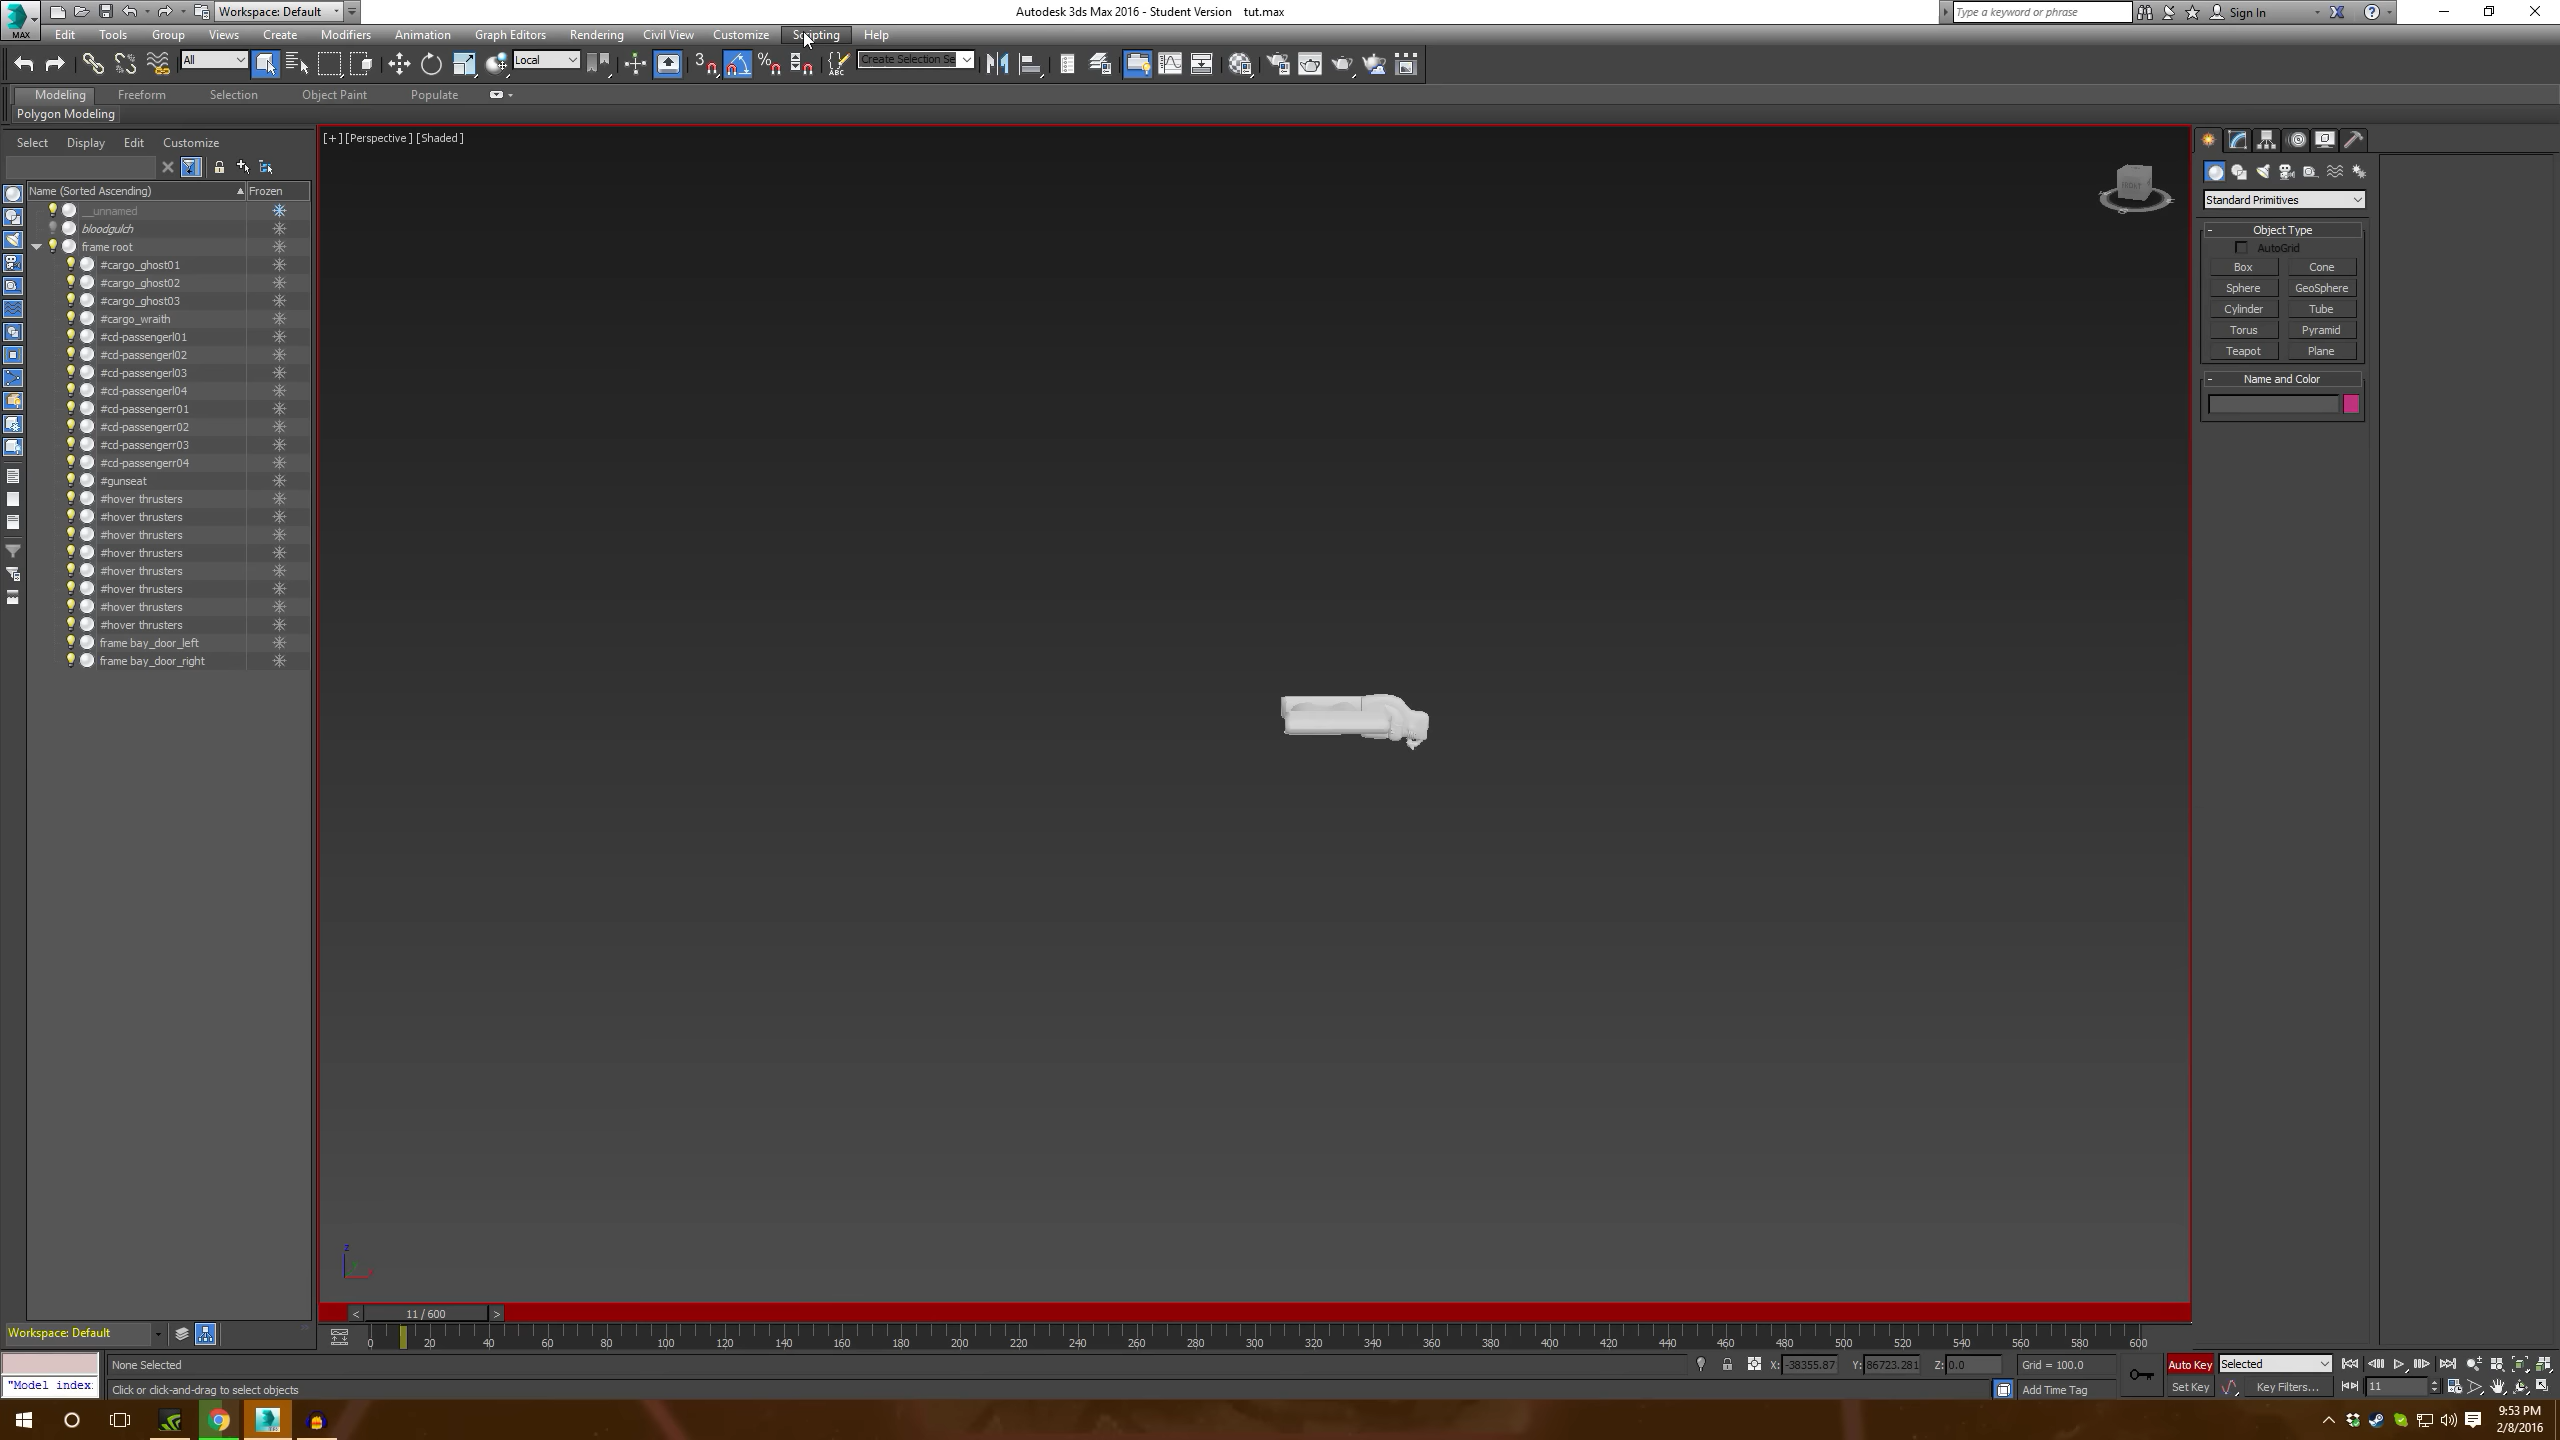 Workspace: Default
Autodesk 3ds Max 2016 - Student Version tut.max
Type a keyword or phrase
Sign In
MAX
Edit Tools Group Views Create Modifiers Animation Graph Editors Rendering Civil View Customize Scripting Help
All
Local
3
%
ABC
Create Selection Se
Modeling Freeform Selection Object Paint Populate
Polygon Modeling
Select Display Edit Customize
Name (Sorted Ascending) Frozen
__unnamed
bloodgulch
frame root
#cargo_ghost01
#cargo_ghost02
#cargo_ghost03
#cargo_wraith
#cd-passengerl01
#cd-passengerl02
#cd-passengerl03
#cd-passengerl04
#cd-passengerr01
#cd-passengerr02
#cd-passengerr03
#cd-passengerr04
#gunseat
#hover thrusters
#hover thrusters
#hover thrusters
#hover thrusters
#hover thrusters
#hover thrusters
#hover thrusters
#hover thrusters
frame bay_door_left
frame bay_door_right
[+] [Perspective] [Shaded]
Standard Primitives
- Object Type
AutoGrid
Box Cone
Sphere GeoSphere
Cylinder Tube
Torus Pyramid
Teapot Plane
- Name and Color
z
< 11 / 600 >
0 20 40 60 80 100 120 140 160 180 200 220 240 260 280 300 320 340 360 380 400 420 440 460 480 500 520 540 560 580 600
Workspace: Default
None Selected
X: -38355.87 Y: 86723.281 Z: 0.0 Grid = 100.0
Auto Key Selected
"Model index:
Click or click-and-drag to select objects
Add Time Tag
Set Key Key Filters... 11
9:53 PM
2/8/2016